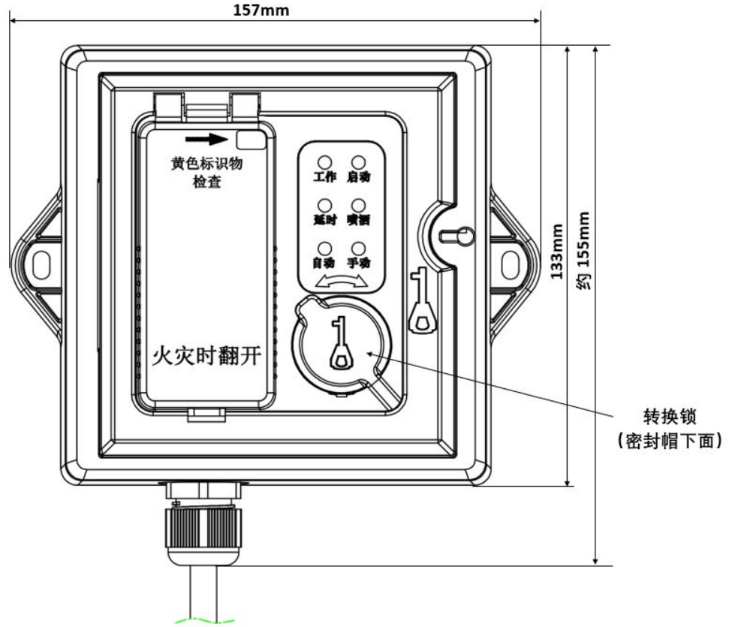 157mm
黄色标识物
检查
工作 启动
延时 喷洒
自动 手动
133mm
约 155mm
火灾时翻开
转换锁
(密封帽下面)